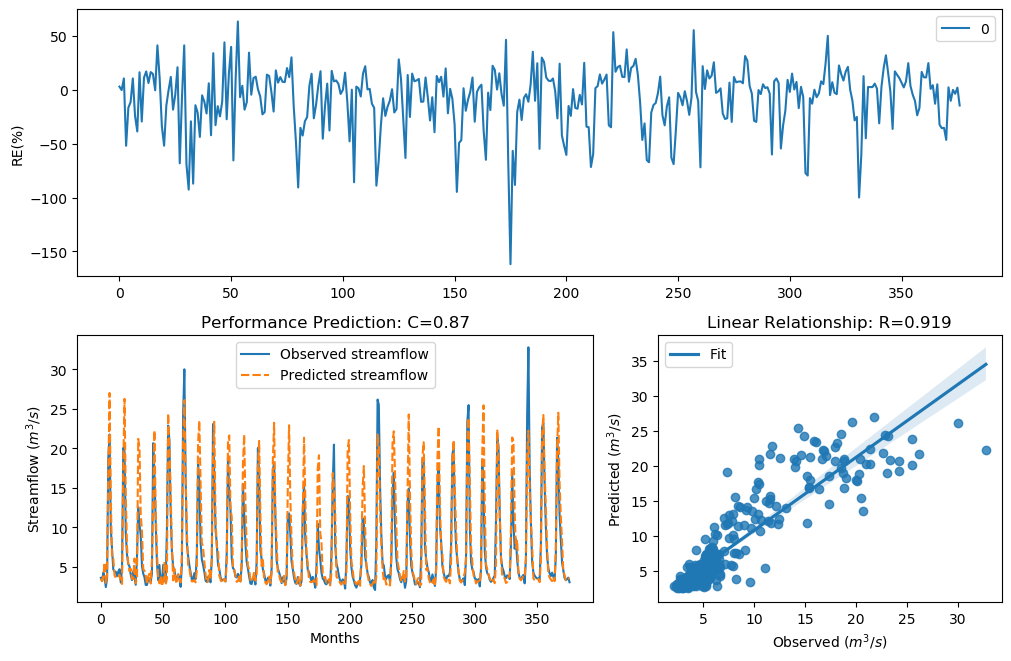 0
50
0
−50
−100
−150
RE(%)
0 50 100 150 200 250 300 350
Performance Prediction: C=0.87
Observed streamflow
Predicted streamflow
30
25
20
15
10
5
Streamflow (m³/s)
0 50 100 150 200 250 300 350
Months
Linear Relationship: R=0.919
Fit
35
30
25
20
15
10
5
Predicted (m³/s)
5 10 15 20 25 30
Observed (m³/s)